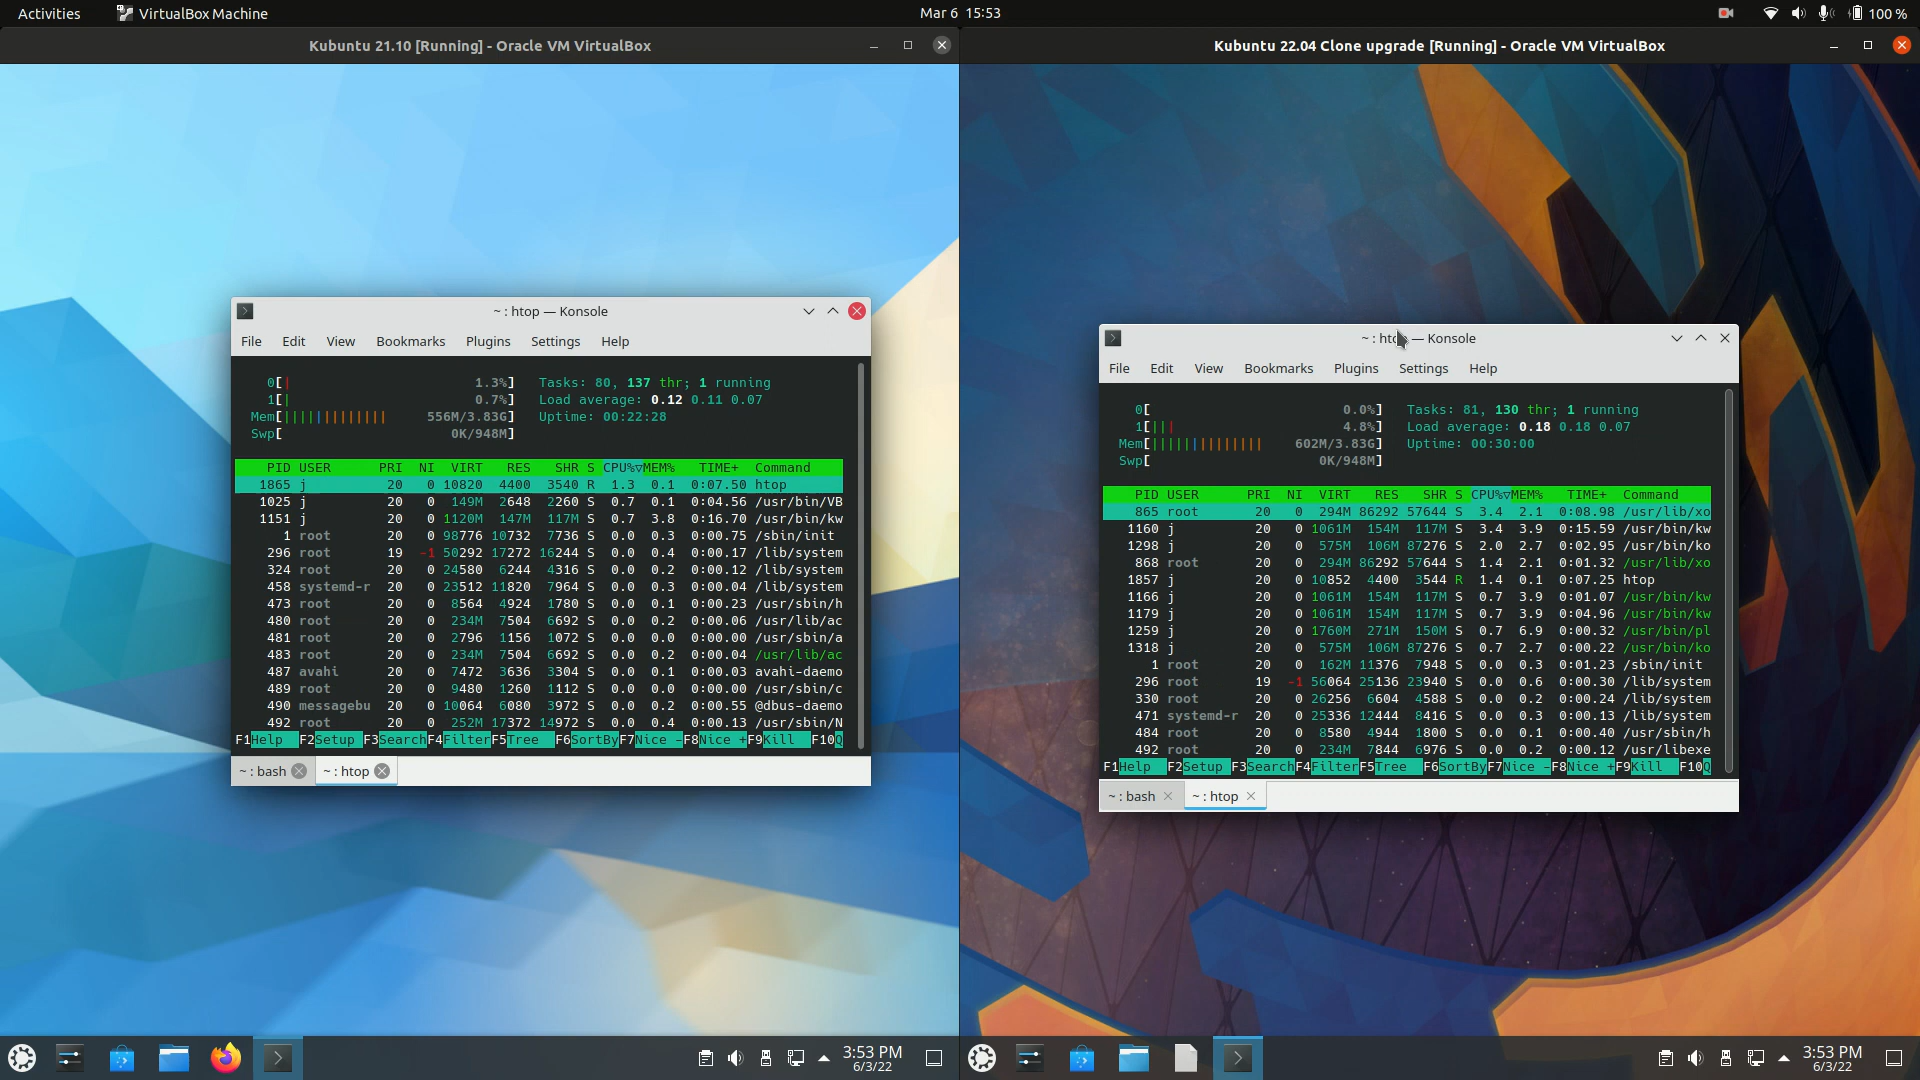 Activities VirtualBox Machine Mar 6 15:53 100 %
Kubuntu 21.10 [Running] - Oracle VM VirtualBox
~ : htop — Konsole
File Edit View Bookmarks Plugins Settings Help
0[| 1.3%] Tasks: 80, 137 thr; 1 running
1[| 0.7%] Load average: 0.12 0.11 0.07
Mem[||||||||||||| 556M/3.83G] Uptime: 00:22:28
Swp[ 0K/948M]
PID USER PRI NI VIRT RES SHR S CPU%▽MEM% TIME+ Command
1865 j 20 0 10820 4400 3540 R 1.3 0.1 0:07.50 htop
1025 j 20 0 149M 2648 2260 S 0.7 0.1 0:04.56 /usr/bin/VB
1151 j 20 0 1120M 147M 117M S 0.7 3.8 0:16.70 /usr/bin/kw
1 root 20 0 98776 10732 7736 S 0.0 0.3 0:00.75 /sbin/init
296 root 19 -1 50292 17272 16244 S 0.0 0.4 0:00.17 /lib/system
324 root 20 0 24580 6244 4316 S 0.0 0.2 0:00.12 /lib/system
458 systemd-r 20 0 23512 11820 7964 S 0.0 0.3 0:00.04 /lib/system
473 root 20 0 8564 4924 1780 S 0.0 0.1 0:00.23 /usr/sbin/h
480 root 20 0 234M 7504 6692 S 0.0 0.2 0:00.06 /usr/lib/ac
481 root 20 0 2796 1156 1072 S 0.0 0.0 0:00.00 /usr/sbin/a
483 root 20 0 234M 7504 6692 S 0.0 0.2 0:00.04 /usr/lib/ac
487 avahi 20 0 7472 3636 3304 S 0.0 0.1 0:00.03 avahi-daemo
489 root 20 0 9480 1260 1112 S 0.0 0.0 0:00.00 /usr/sbin/c
490 messagebu 20 0 10064 6080 3972 S 0.0 0.2 0:00.55 @dbus-daemo
492 root 20 0 252M 17372 14972 S 0.0 0.4 0:00.13 /usr/sbin/N
F1Help F2Setup F3SearchF4FilterF5Tree F6SortByF7Nice -F8Nice +F9Kill F10Q
~ : bash ~ : htop
3:53 PM
6/3/22
Kubuntu 22.04 Clone upgrade [Running] - Oracle VM VirtualBox
~ : hto — Konsole
File Edit View Bookmarks Plugins Settings Help
0[ 0.0%] Tasks: 81, 130 thr; 1 running
1[||| 4.8%] Load average: 0.18 0.18 0.07
Mem[|||||||||||||| 602M/3.83G] Uptime: 00:30:00
Swp[ 0K/948M]
PID USER PRI NI VIRT RES SHR S CPU%▽MEM% TIME+ Command
865 root 20 0 294M 86292 57644 S 3.4 2.1 0:08.98 /usr/lib/xo
1160 j 20 0 1061M 154M 117M S 3.4 3.9 0:15.59 /usr/bin/kw
1298 j 20 0 575M 106M 87276 S 2.0 2.7 0:02.95 /usr/bin/ko
868 root 20 0 294M 86292 57644 S 1.4 2.1 0:01.32 /usr/lib/xo
1857 j 20 0 10852 4400 3544 R 1.4 0.1 0:07.25 htop
1166 j 20 0 1061M 154M 117M S 0.7 3.9 0:01.07 /usr/bin/kw
1179 j 20 0 1061M 154M 117M S 0.7 3.9 0:04.96 /usr/bin/kw
1259 j 20 0 1760M 271M 150M S 0.7 6.9 0:00.32 /usr/bin/pl
1318 j 20 0 575M 106M 87276 S 0.7 2.7 0:00.22 /usr/bin/ko
1 root 20 0 162M 11376 7948 S 0.0 0.3 0:01.23 /sbin/init
296 root 19 -1 56064 25136 23940 S 0.0 0.6 0:00.30 /lib/system
330 root 20 0 26256 6604 4588 S 0.0 0.2 0:00.24 /lib/system
471 systemd-r 20 0 25336 12444 8416 S 0.0 0.3 0:00.13 /lib/system
484 root 20 0 8580 4944 1800 S 0.0 0.1 0:00.40 /usr/sbin/h
492 root 20 0 234M 7844 6976 S 0.0 0.2 0:00.12 /usr/libexe
F1Help F2Setup F3SearchF4FilterF5Tree F6SortByF7Nice -F8Nice +F9Kill F10Q
~ : bash ~ : htop
3:53 PM
6/3/22